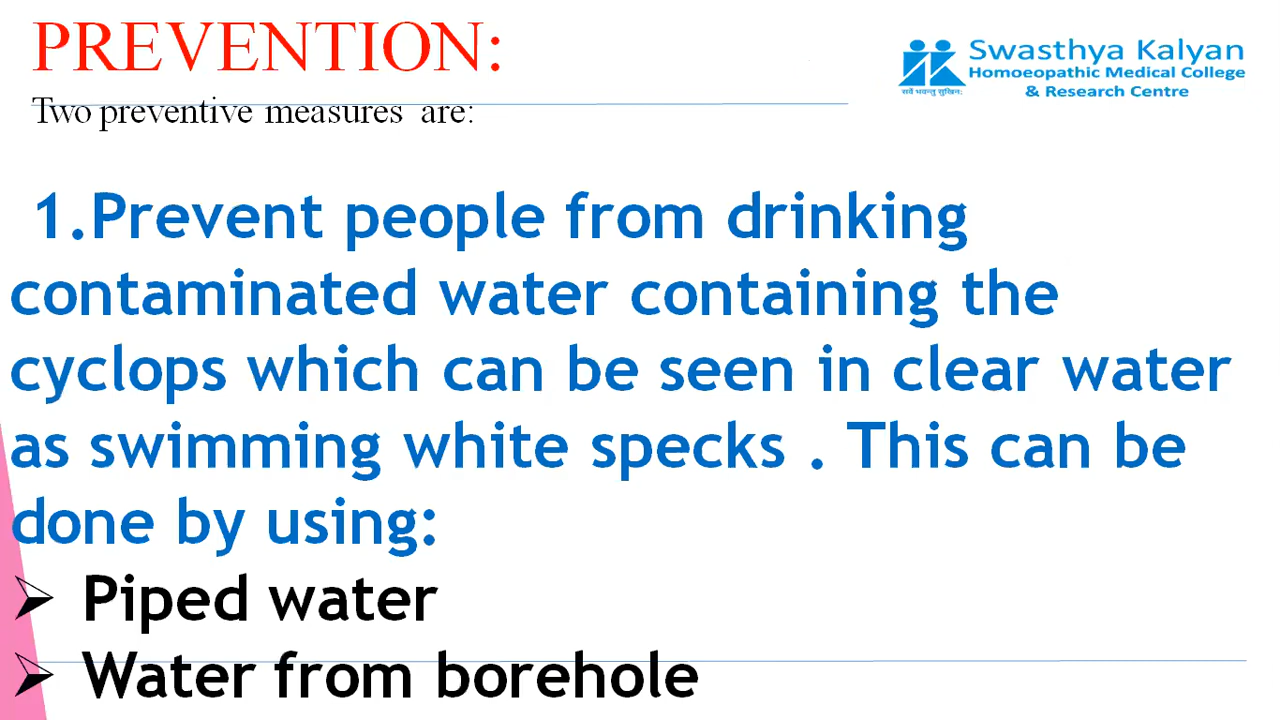 PREVENTION:
Swasthya Kalyan
Homoeopathic Medical College
& Research Centre
सर्वे भवन्तु सुखिनः
Two preventive measures are:
1.Prevent people from drinking
contaminated water containing the
cyclops which can be seen in clear water
as swimming white specks . This can be
done by using:
➢ Piped water
➢ Water from borehole